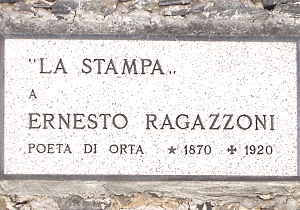 "LA STAMPA„
A
ERNESTO RAGAZZONI
POETA DI ORTA ★ 1870 ✚ 1920